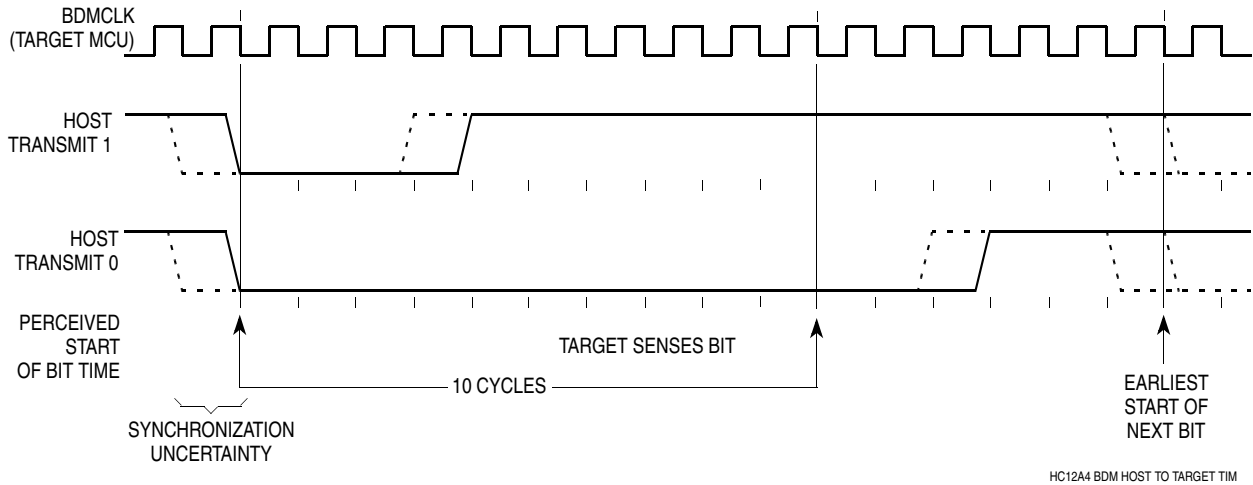 BDMCLK
(TARGET MCU)
HOST
TRANSMIT 1
HOST
TRANSMIT 0
PERCEIVED
START
OF BIT TIME
TARGET SENSES BIT
10 CYCLES
EARLIEST
START OF
NEXT BIT
SYNCHRONIZATION
UNCERTAINTY
HC12A4 BDM HOST TO TARGET TIM